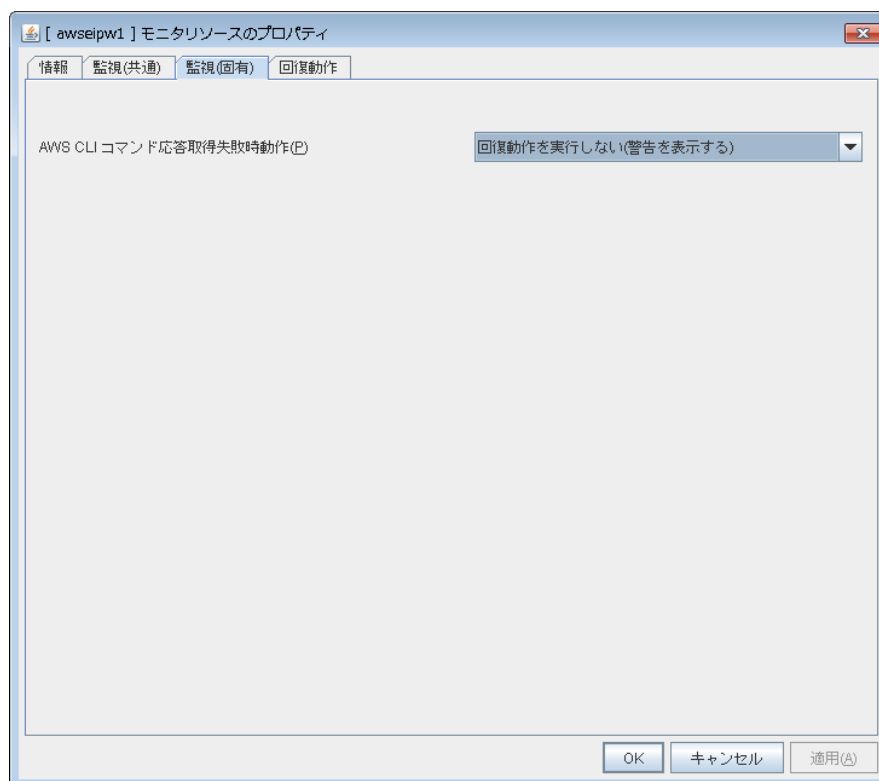 [ awseipw1 ] モニタリソースのプロパティ
情報 監視(共通) 監視(固有) 回復動作
AWS CLI コマンド応答取得失敗時動作(P) 回復動作を実行しない(警告を表示する)
OK キャンセル 適用(A)